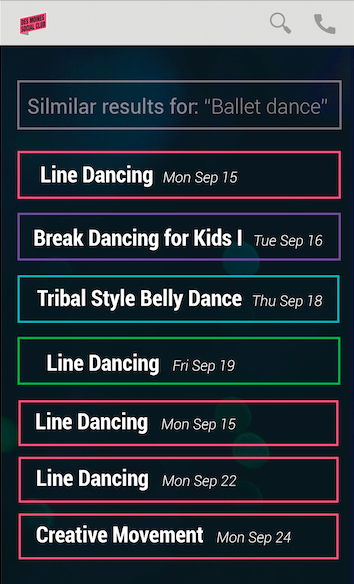 DES MOINES
SOCIAL CLUB
Silmilar results for: “Ballet dance”
Line Dancing Mon Sep 15
Break Dancing for Kids I Tue Sep 16
Tribal Style Belly Dance Thu Sep 18
Line Dancing Fri Sep 19
Line Dancing Mon Sep 15
Line Dancing Mon Sep 22
Creative Movement Mon Sep 24